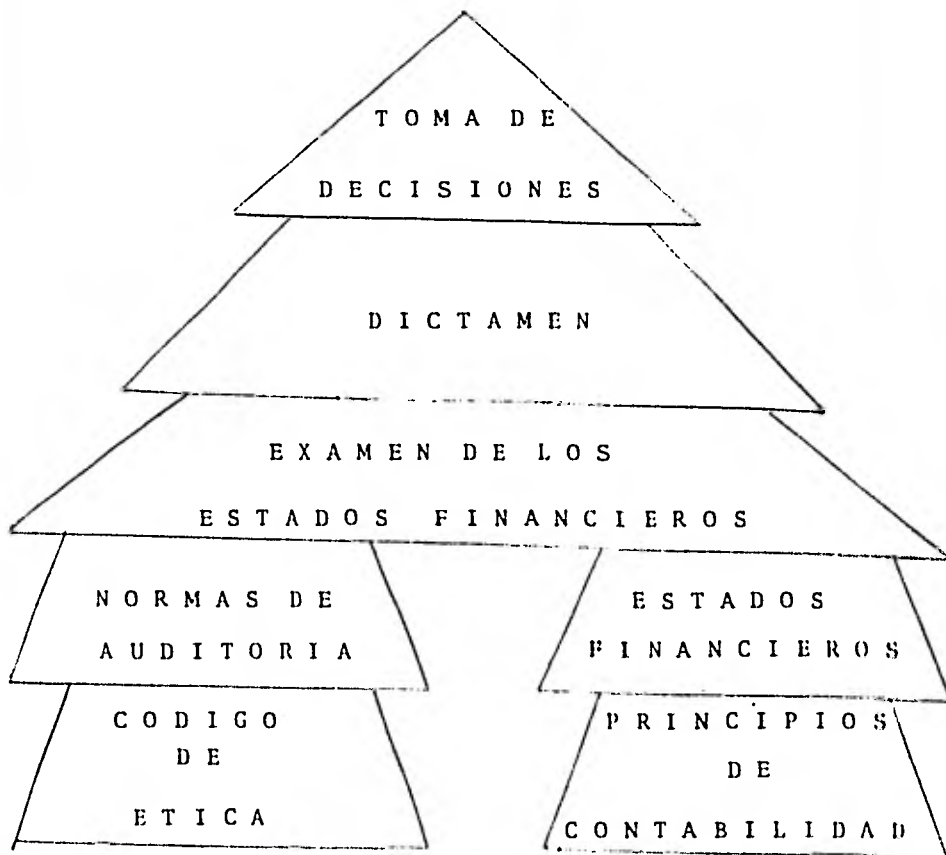 TOMA DE
DECISIONES
DICTAMEN
EXAMEN DE LOS
ESTADOS FINANCIEROS
NORMAS DE
AUDITORIA
ESTADOS
FINANCIEROS
CODIGO
DE
ETICA
PRINCIPIOS
DE
CONTABILIDAD